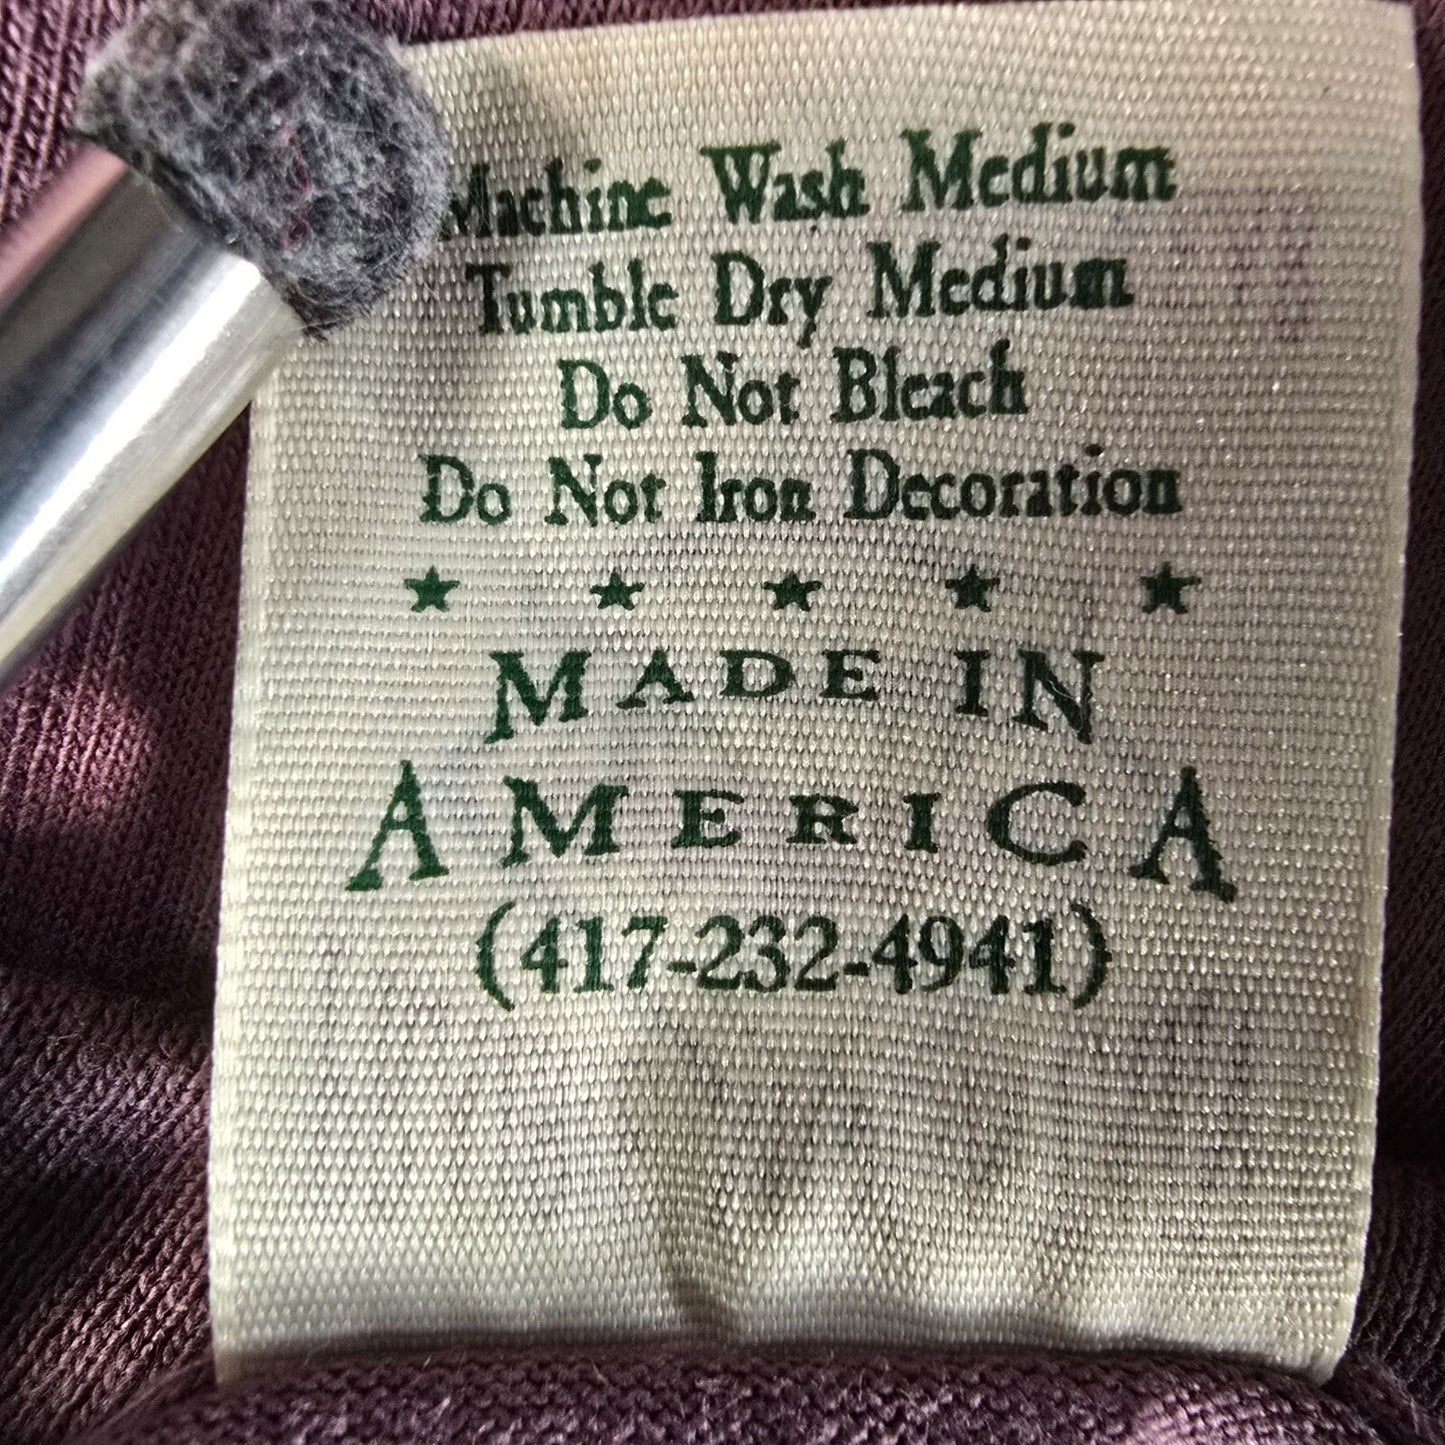 Machine Wash Medium
Tumble Dry Medium
Do Not Bleach
Do Not Iron Decoration
★ ★ ★ ★ ★
MADE IN
AMERICA
(417-232-4941)